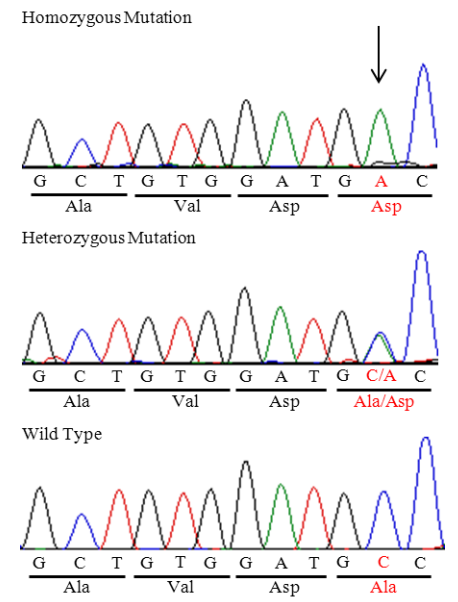 Homozygous Mutation
G C T G T G G A T G A C
Ala Val Asp Asp
Heterozygous Mutation
G C T G T G G A T G C/A C
Ala Val Asp Ala/Asp
Wild Type
G C T G T G G A T G C C
Ala Val Asp Ala